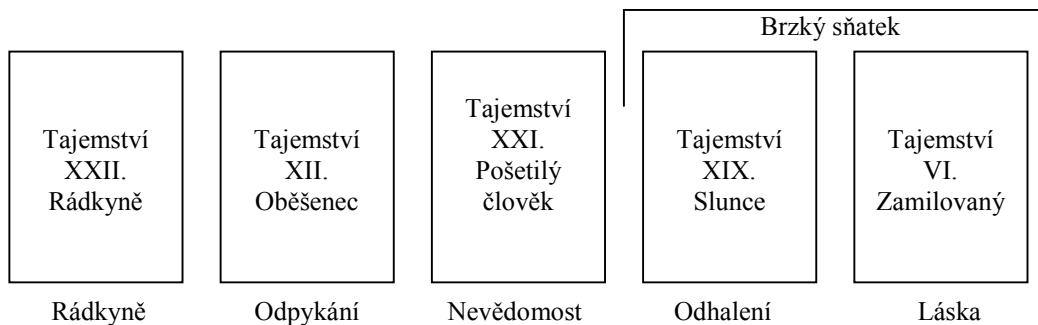 Brzký sňatek
Tajemství
XXII.
Rádkyně
Tajemství
XII.
Oběšenec
Tajemství
XXI.
Pošetilý
člověk
Tajemství
XIX.
Slunce
Tajemství
VI.
Zamilovaný
Rádkyně
Odpykání
Nevědomost
Odhalení
Láska